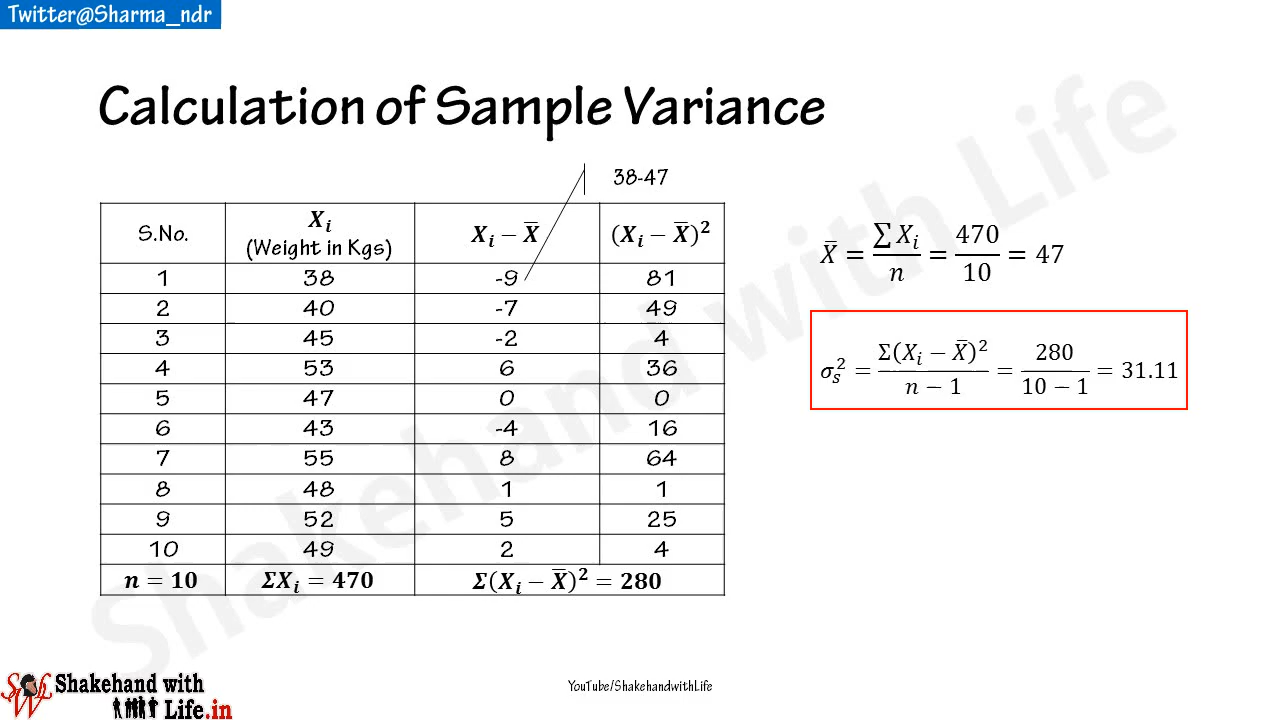 Twitter@Sharma_ndr
Calculation of Sample Variance
38-47
S.No. Xᵢ (Weight in Kgs) Xᵢ − X̅ (Xᵢ − X̅)²
1 38 -9 81
2 40 -7 49
3 45 -2 4
4 53 6 36
5 47 0 0
6 43 -4 16
7 55 8 64
8 48 1 1
9 52 5 25
10 49 2 4
n = 10 ΣXᵢ = 470 Σ(Xᵢ − X̅)² = 280
X̅ = ∑Xᵢ / n = 470 / 10 = 47
σₛ² = Σ(Xᵢ − X̅)² / n − 1 = 280 / 10 − 1 = 31.11
Shakehand with Life
SwL Shakehand with
Life.in
YouTube/ShakehandwithLife